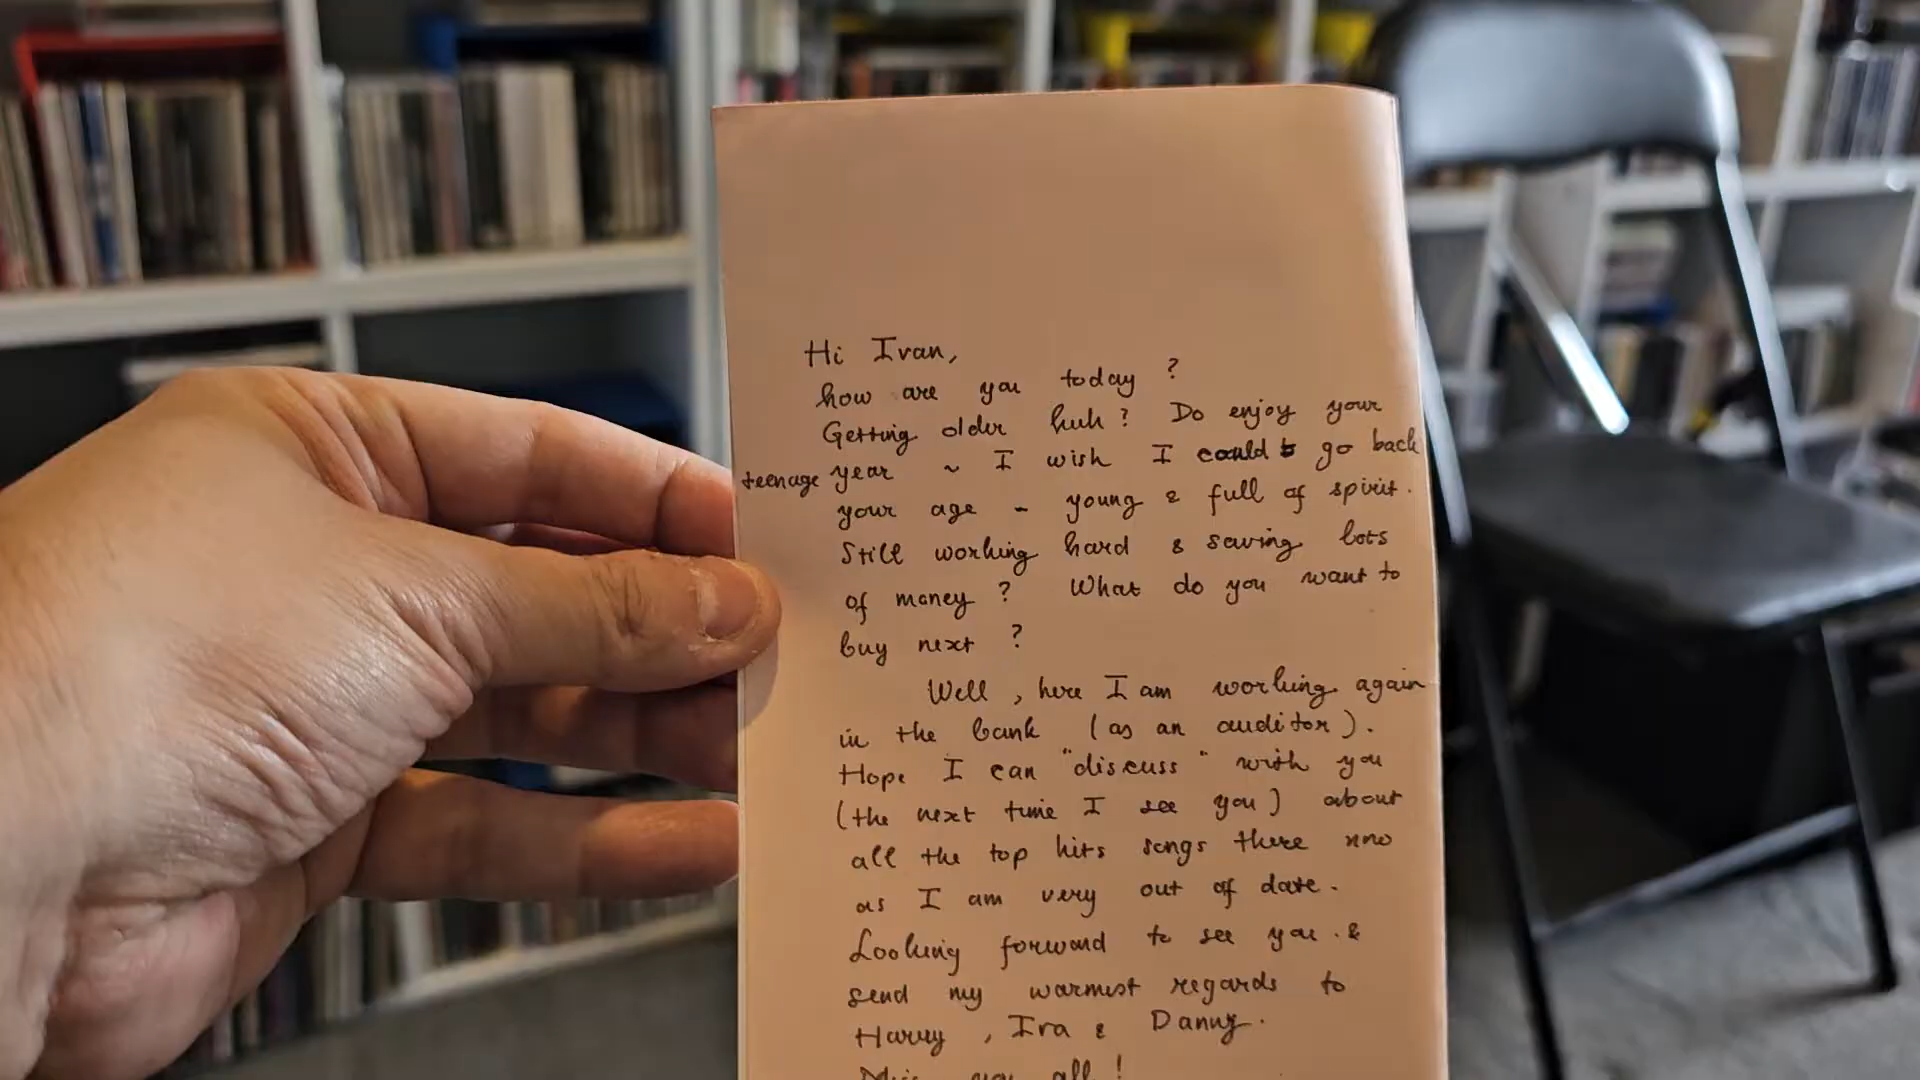 Hi Ivan,
how are you today ?
Getting older huh ? Do enjoy your
teenage year ~ I wish I could go back
your age - young & full of spirit.
Still working hard & saving lots
of money ? What do you want to
buy next ?
Well , here I am working again
in the bank ( as an auditor ).
Hope I can "discuss" with you
(the next time I see you) about
all the top hits songs there
as I am very out of date .
Looking forward to see you . &
send my warmest regards to
Harry , Ira & Danny.
Miss you all !